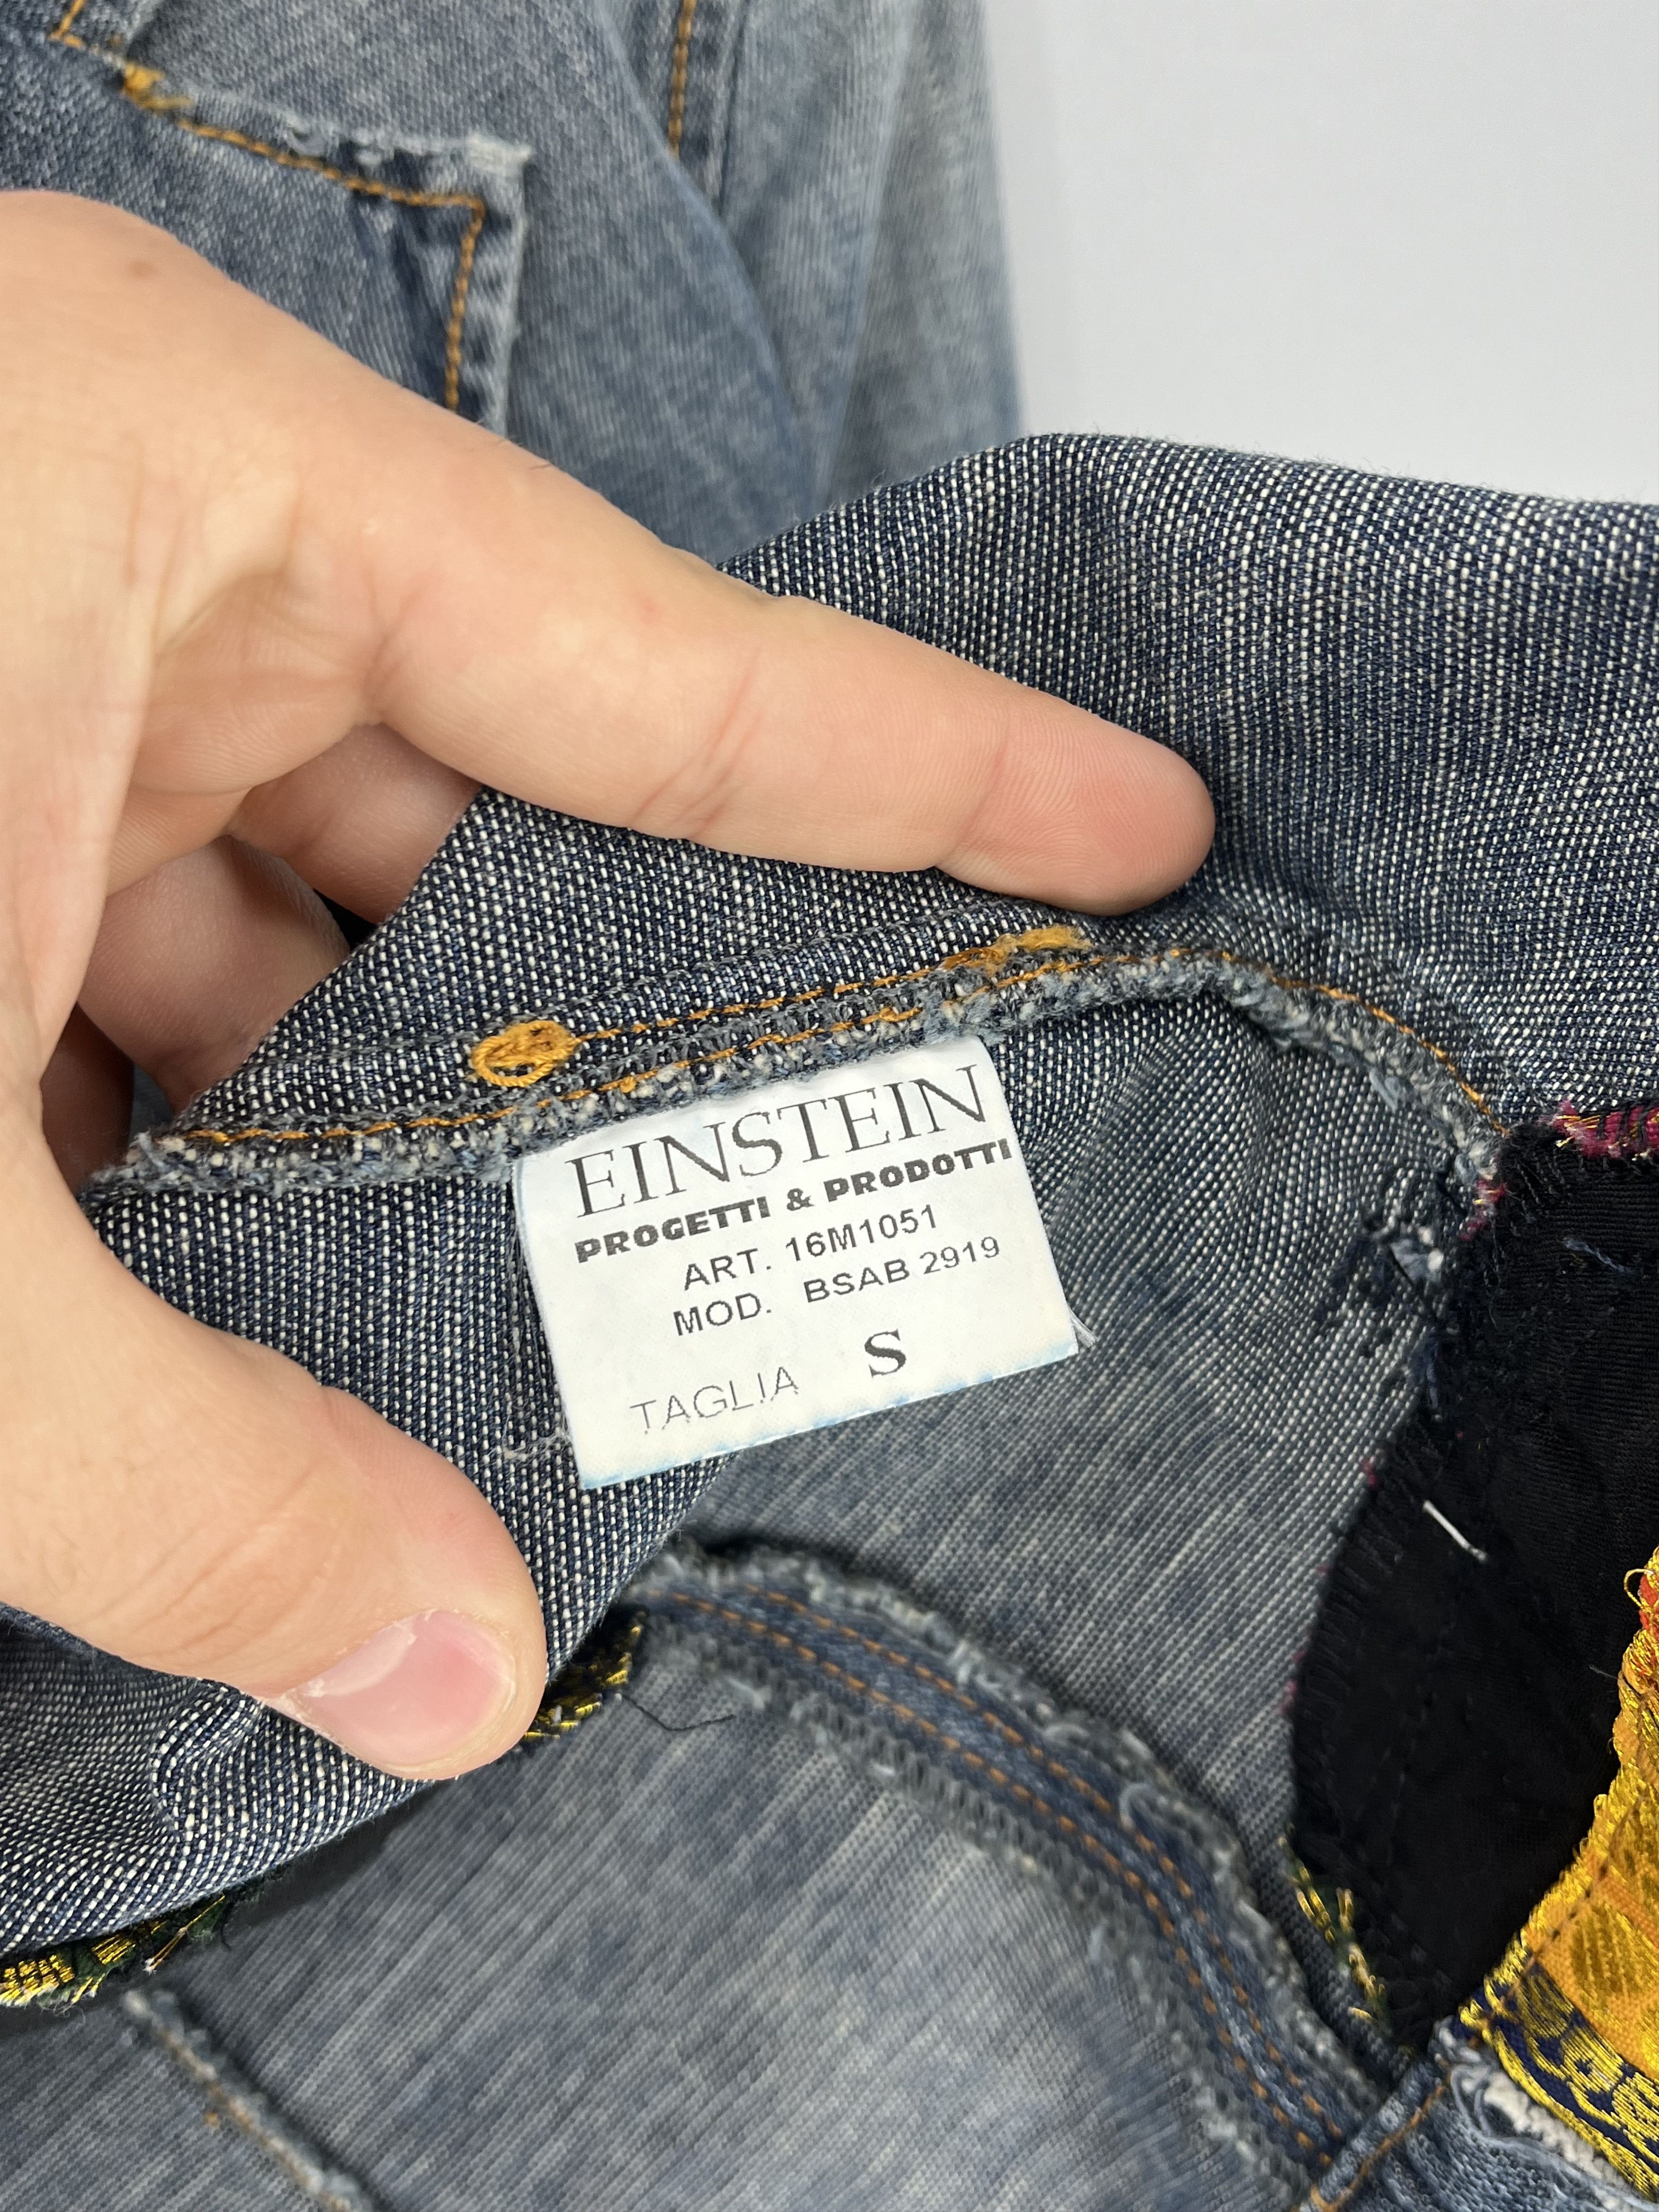 EINSTEIN
PROGETTI & PRODOTTI
ART. 16M1051
MOD. BSAB 2919
TAGLIA S